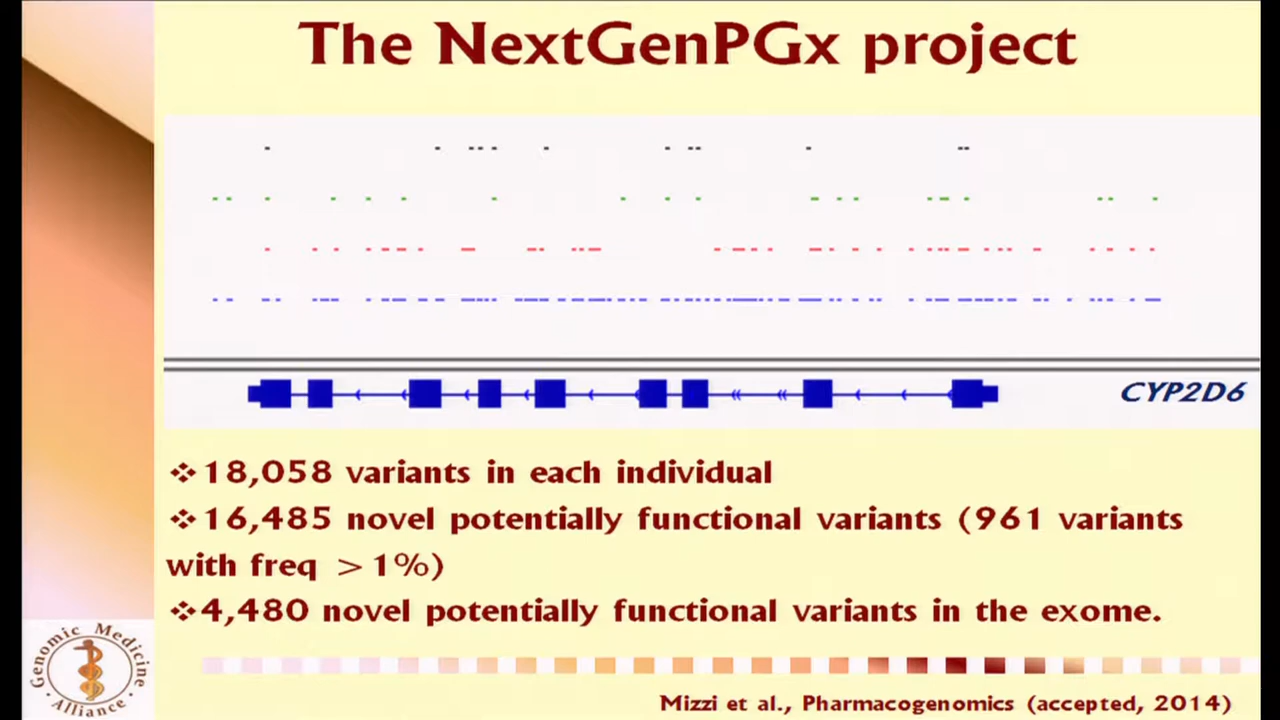 The NextGenPGx project
CYP2D6
❖18,058 variants in each individual
❖16,485 novel potentially functional variants (961 variants
with freq > 1%)
❖4,480 novel potentially functional variants in the exome.
Genomic Medicine
· Alliance ·
Mizzi et al., Pharmacogenomics (accepted, 2014)